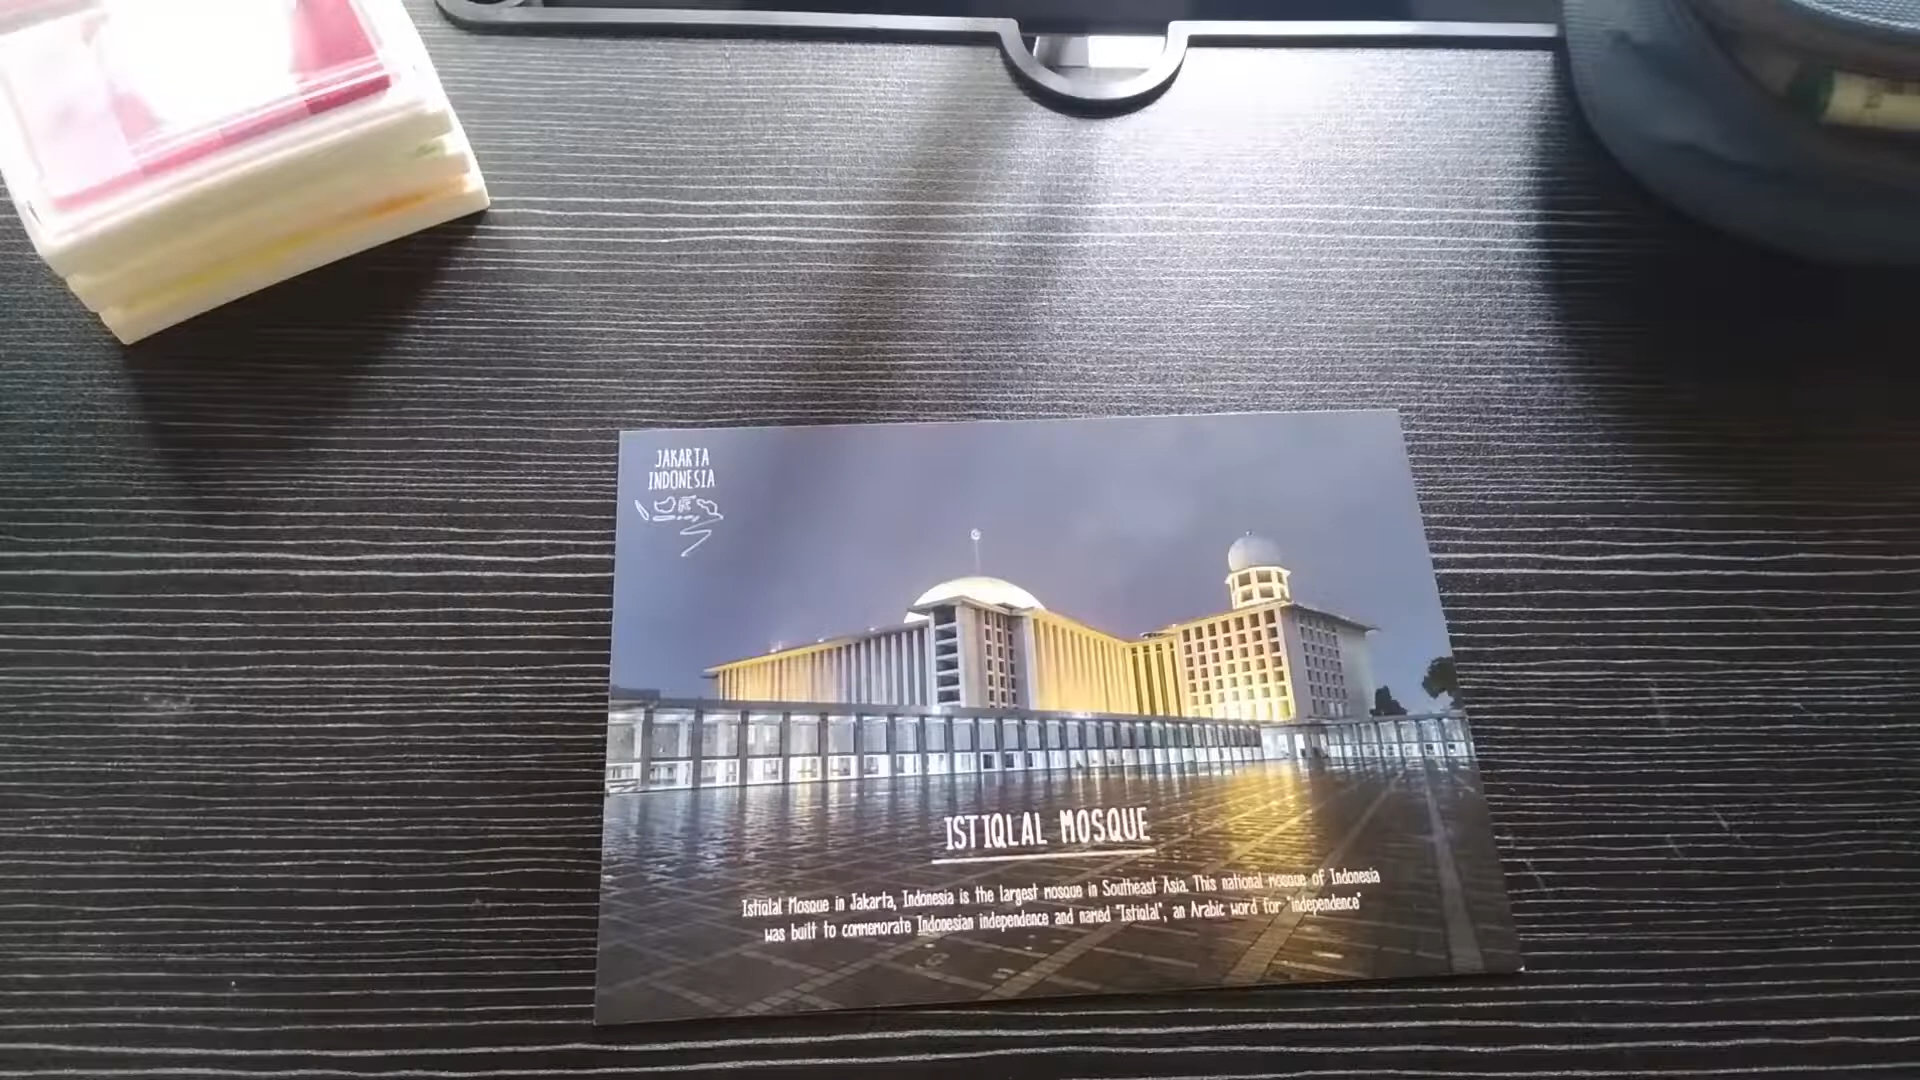 JAKARTA
INDONESIA
ISTIQLAL MOSQUE
Istiqlal Mosque in Jakarta, Indonesia is the largest mosque in Southeast Asia. This national mosque of Indonesia
was built to commemorate Indonesian independence and named "Istiqlal", an Arabic word for "independence"